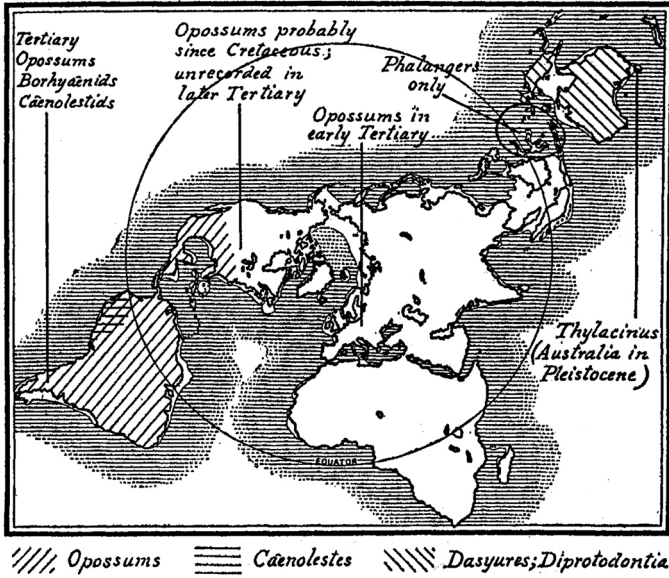 Tertiary
Opossums
Borhyaenids
Caenolestids
Opossums probably
since Cretaceous;
unrecorded in
later Tertiary
Phalangers
only
Opossums in
early Tertiary
Thylacinus
(Australia in
Pleistocene)
EQUATOR
Opossums
Caenolestes
Dasyures; Diprotodontia